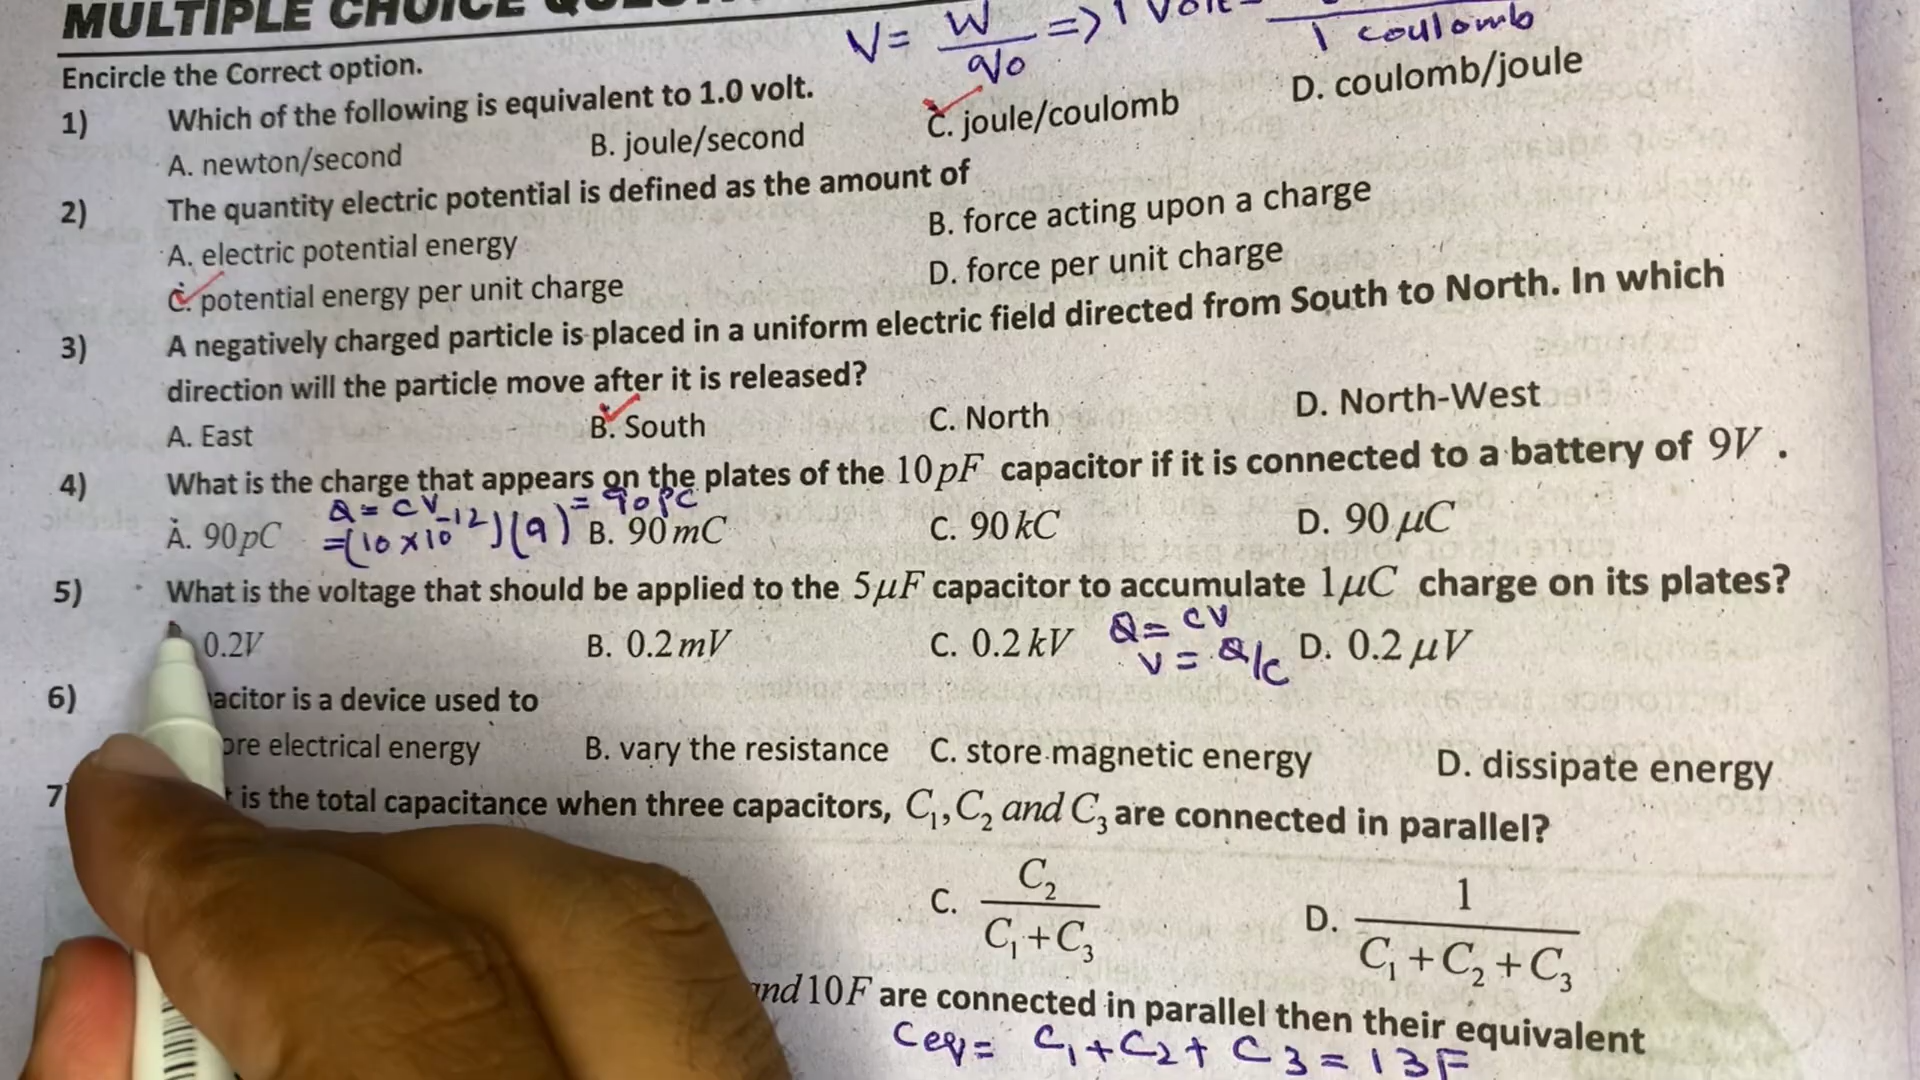 MULTIPLE CHOICE
V = W/q₀ => 1 Volt =
1 coulomb
Encircle the Correct option.
1) Which of the following is equivalent to 1.0 volt.
A. newton/second B. joule/second C. joule/coulomb D. coulomb/joule
2) The quantity electric potential is defined as the amount of
A. electric potential energy B. force acting upon a charge
C. potential energy per unit charge D. force per unit charge
3) A negatively charged particle is placed in a uniform electric field directed from South to North. In which
direction will the particle move after it is released?
A. East B. South C. North D. North-West
4) What is the charge that appears on the plates of the 10pF capacitor if it is connected to a battery of 9V .
Q = CV = 90 PC
A. 90pC =(10 x10⁻¹²)(9) B. 90mC C. 90kC D. 90μC
5) What is the voltage that should be applied to the 5μF capacitor to accumulate 1μC charge on its plates?
Q = CV
0.2V B. 0.2mV C. 0.2kV V = Q/C D. 0.2μV
6) acitor is a device used to
ore electrical energy B. vary the resistance C. store magnetic energy D. dissipate energy
7 is the total capacitance when three capacitors, C₁, C₂ and C₃ are connected in parallel?
C. C₂/(C₁+C₃) D. 1/(C₁+C₂+C₃)
and 10F are connected in parallel then their equivalent
Ceq = C₁+C₂+C₃ = 13F